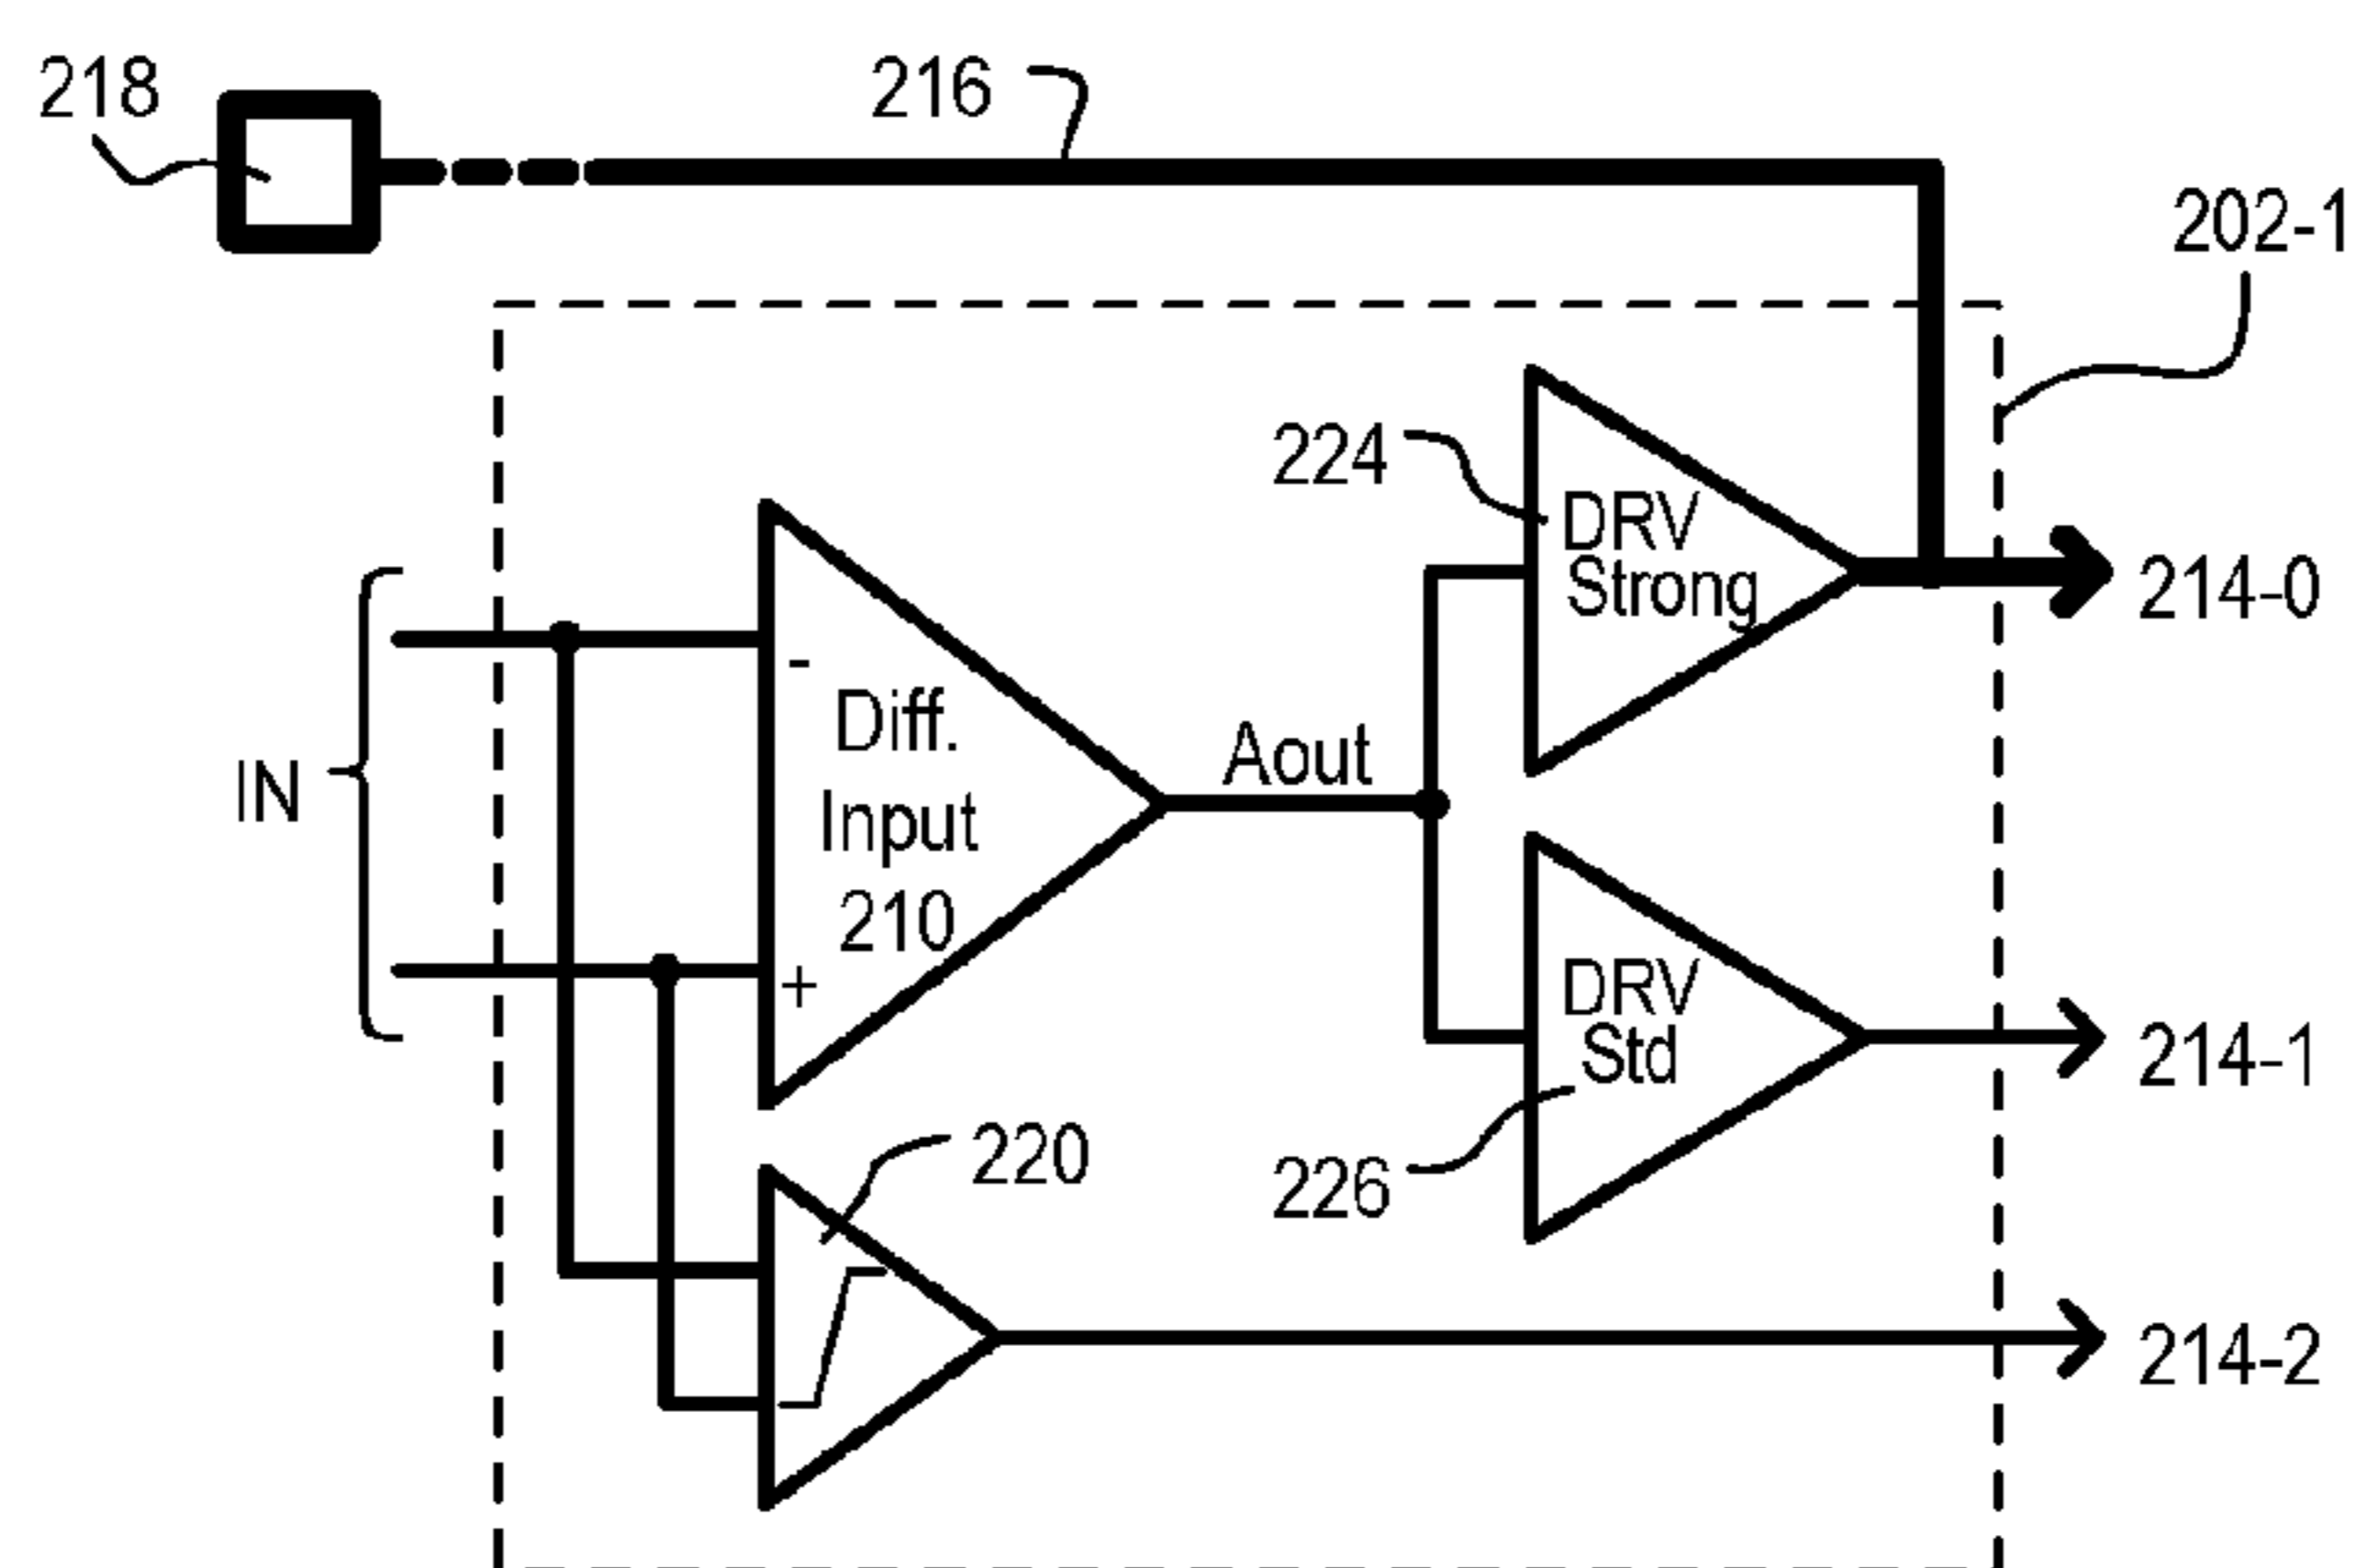 218
216
202-1
224
DRV
Strong
214-0
-
Diff.
Input
210
+
IN
Aout
DRV
Std
214-1
220
226
214-2